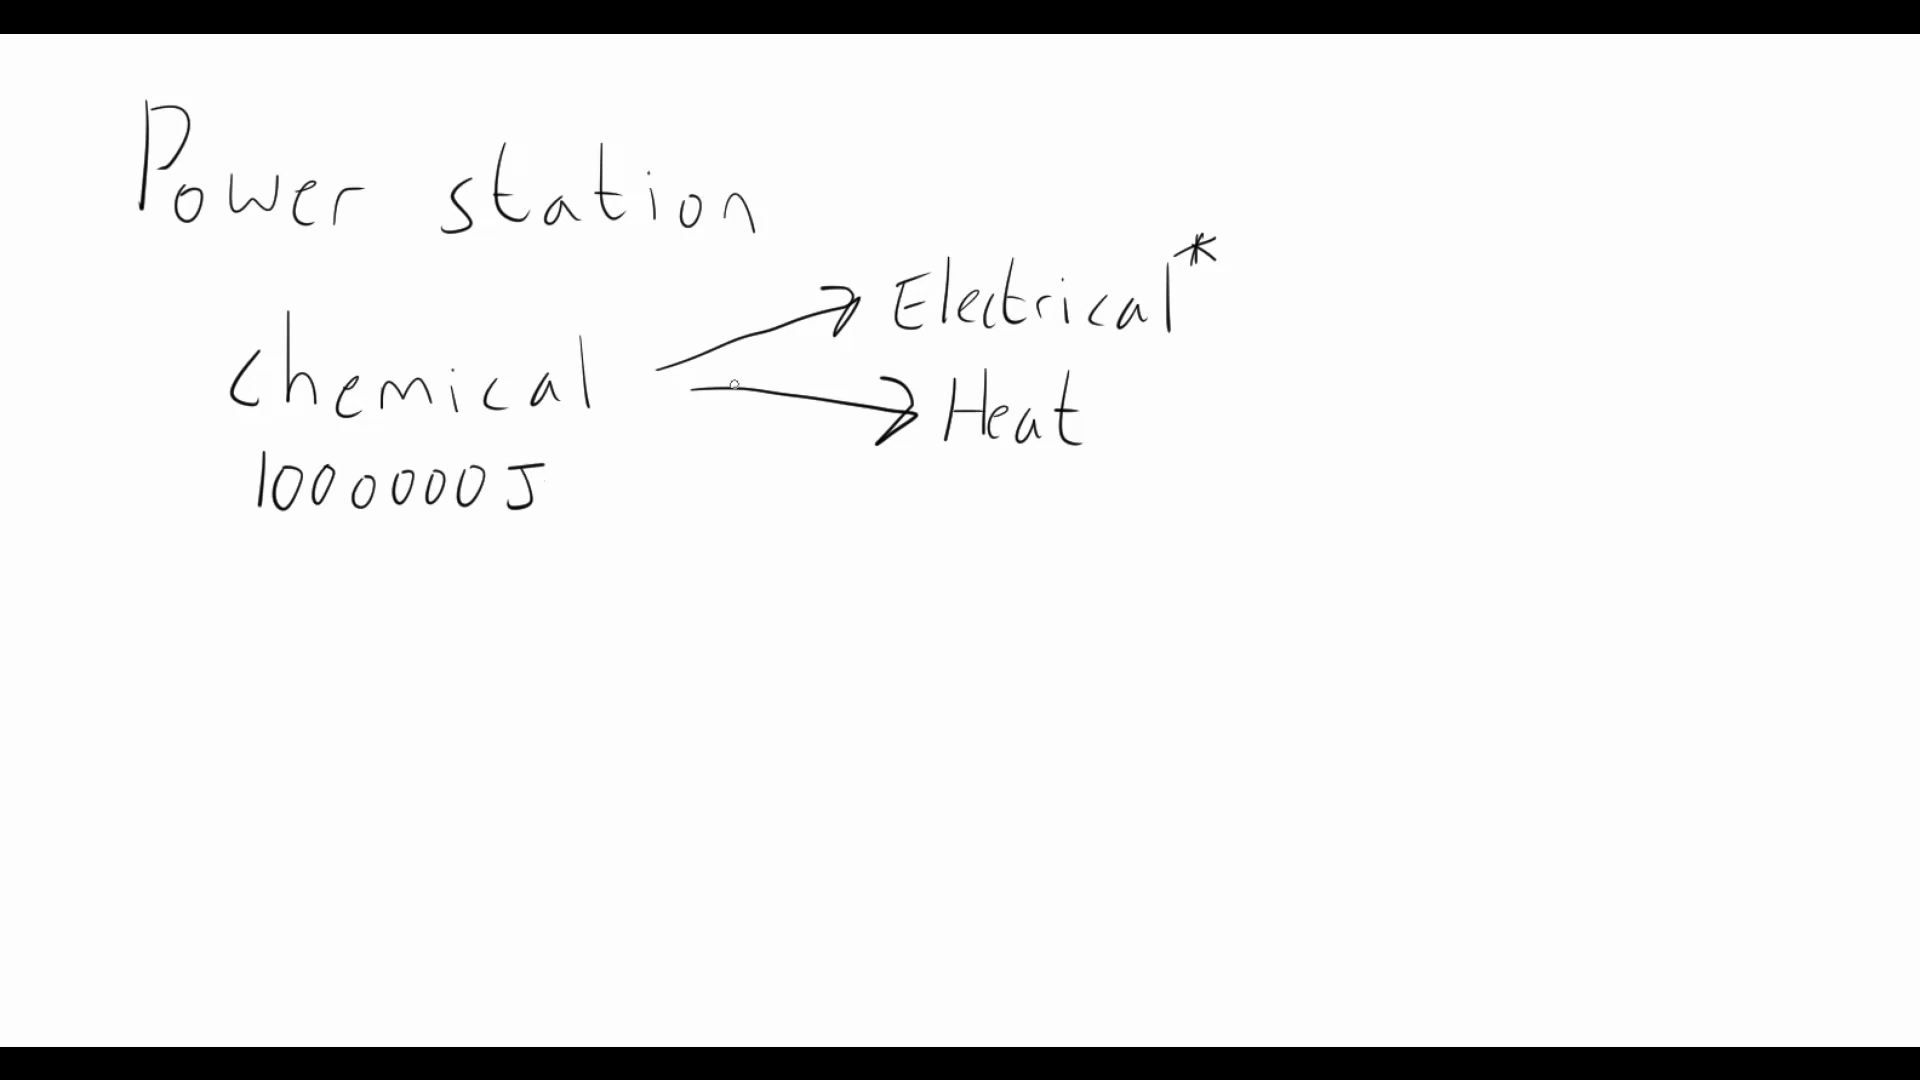 Power station
Electrical*
chemical
Heat
1000000J